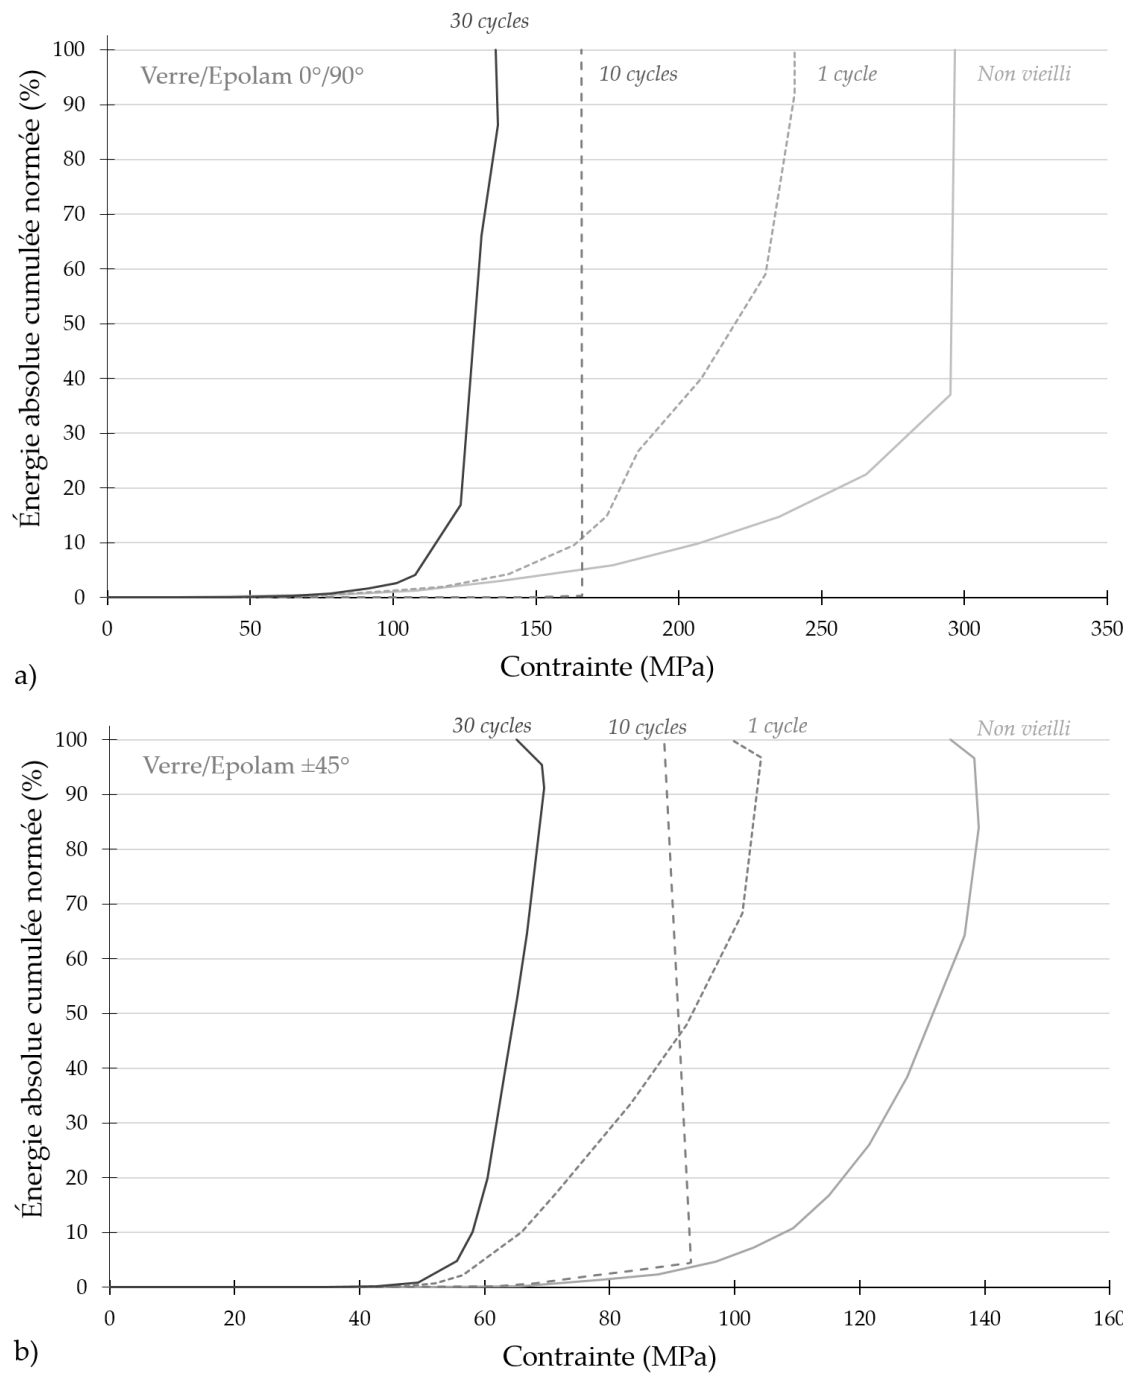 30 cycles
100
Verre/Epolam 0°/90°
10 cycles
1 cycle
Non vieilli
90
80
70
60
50
40
30
20
10
0
Énergie absolue cumulée normée (%)
0 50 100 150 200 250 300 350
Contrainte (MPa)
a)
30 cycles
10 cycles
1 cycle
Non vieilli
100
Verre/Epolam ±45°
90
80
70
60
50
40
30
20
10
0
Énergie absolue cumulée normée (%)
0 20 40 60 80 100 120 140 160
Contrainte (MPa)
b)